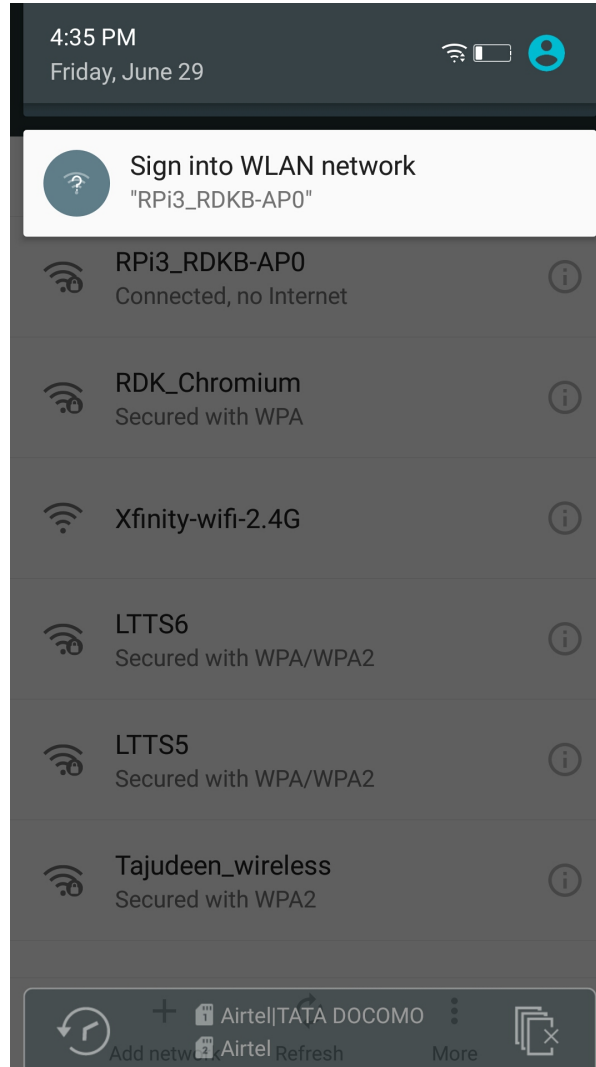 4:35 PM
Friday, June 29
Sign into WLAN network
"RPi3_RDKB-AP0"
RPi3_RDKB-AP0
Connected, no Internet
RDK_Chromium
Secured with WPA
Xfinity-wifi-2.4G
LTTS6
Secured with WPA/WPA2
LTTS5
Secured with WPA/WPA2
Tajudeen_wireless
Secured with WPA2
1 Airtel|TATA DOCOMO
2 Airtel
Add network Refresh More